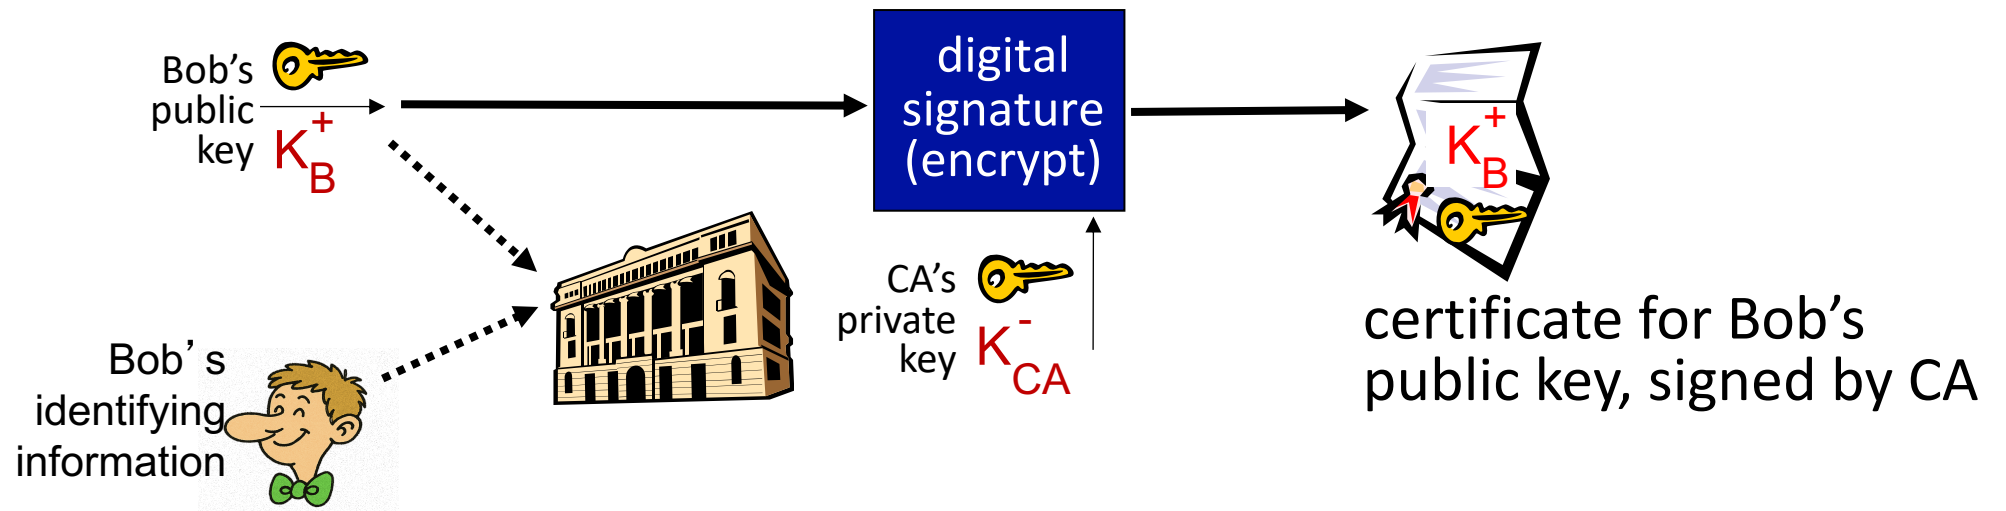 Bob’s
public
key
K+B
digital
signature
(encrypt)
K+B
CA’s
private
key
K-CA
certificate for Bob’s
public key, signed by CA
Bob’s
identifying
information